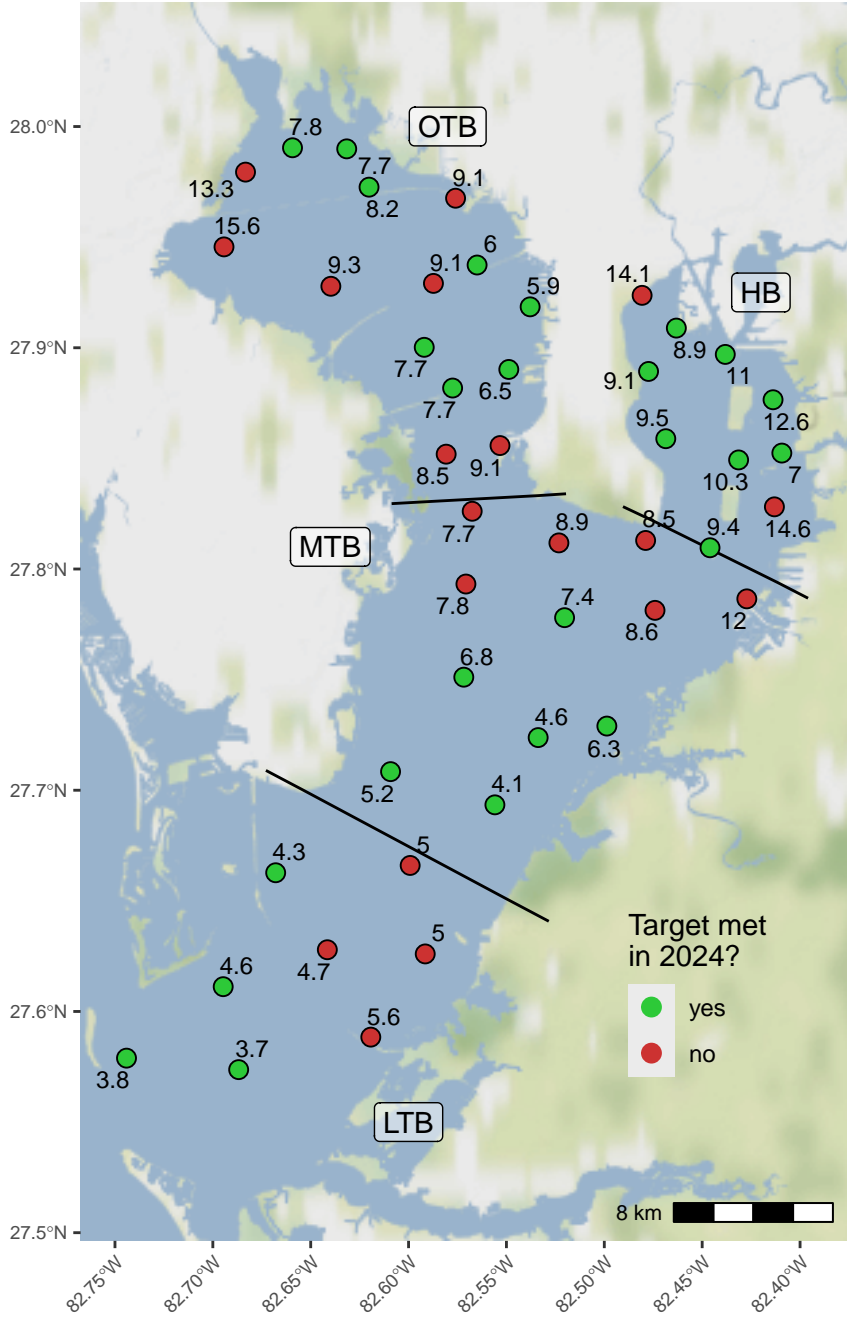 28.0°N
27.9°N
27.8°N
27.7°N
27.6°N
27.5°N
OTB
7.8
7.7
13.3
8.2
9.1
15.6
6
9.3
9.1
5.9
7.7
6.5
7.7
8.5
9.1
HB
14.1
8.9
11
9.1
12.6
9.5
10.3
7
14.6
9.4
MTB
7.7
8.9
8.5
7.8
7.4
8.6
12
6.8
4.6
6.3
5.2
4.1
5
4.3
4.7
5
4.6
5.6
3.8
3.7
LTB
Target met
in 2024?
yes
no
8 km
82.75°W
82.70°W
82.65°W
82.60°W
82.55°W
82.50°W
82.45°W
82.40°W